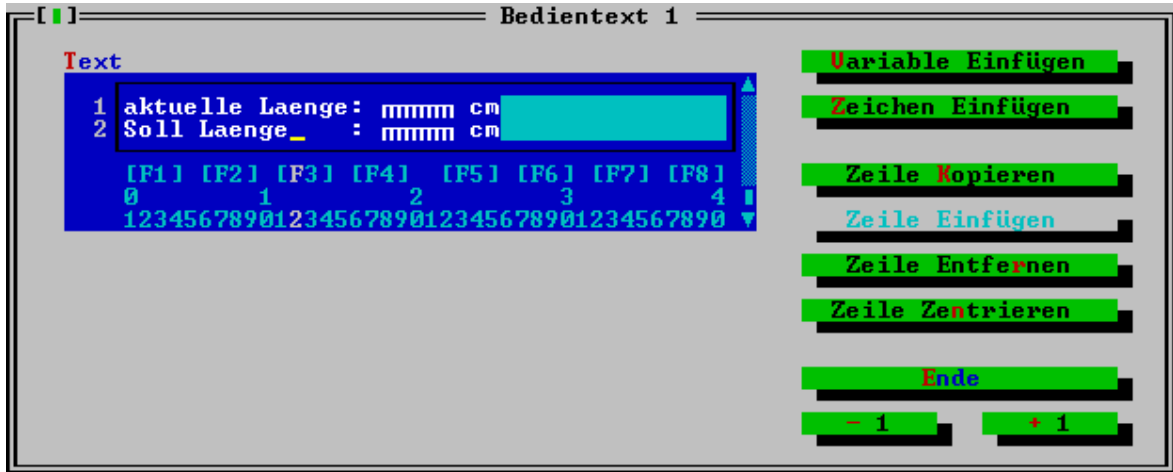 [ ] Bedientext 1
Text
1 aktuelle Laenge: mmmmm cm
2 Soll Laenge_ : mmmmm cm
[F1] [F2] [F3] [F4] [F5] [F6] [F7] [F8]
0 1 2 3 4
1234567890123456789012345678901234567890
Variable Einfügen
Zeichen Einfügen
Zeile Kopieren
Zeile Einfügen
Zeile Entfernen
Zeile Zentrieren
Ende
- 1 + 1